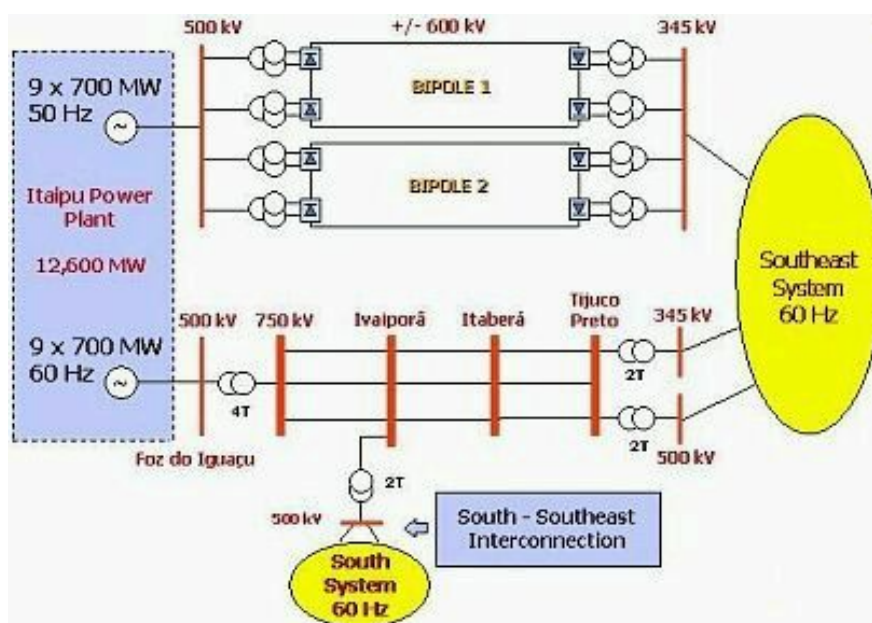 500 kV
+/- 600 kV
345 kV
9 x 700 MW
50 Hz
~
BIPOLE 1
BIPOLE 2
Itaipu Power
Plant
12,600 MW
Southeast
System
60 Hz
500 kV
750 kV
Ivaiporã
Itaberá
Tijuco
Preto
345 kV
9 x 700 MW
60 Hz
~
4T
2T
2T
Foz do Iguaçu
500 kV
2T
500 kV
South - Southeast
Interconnection
South
System
60 Hz